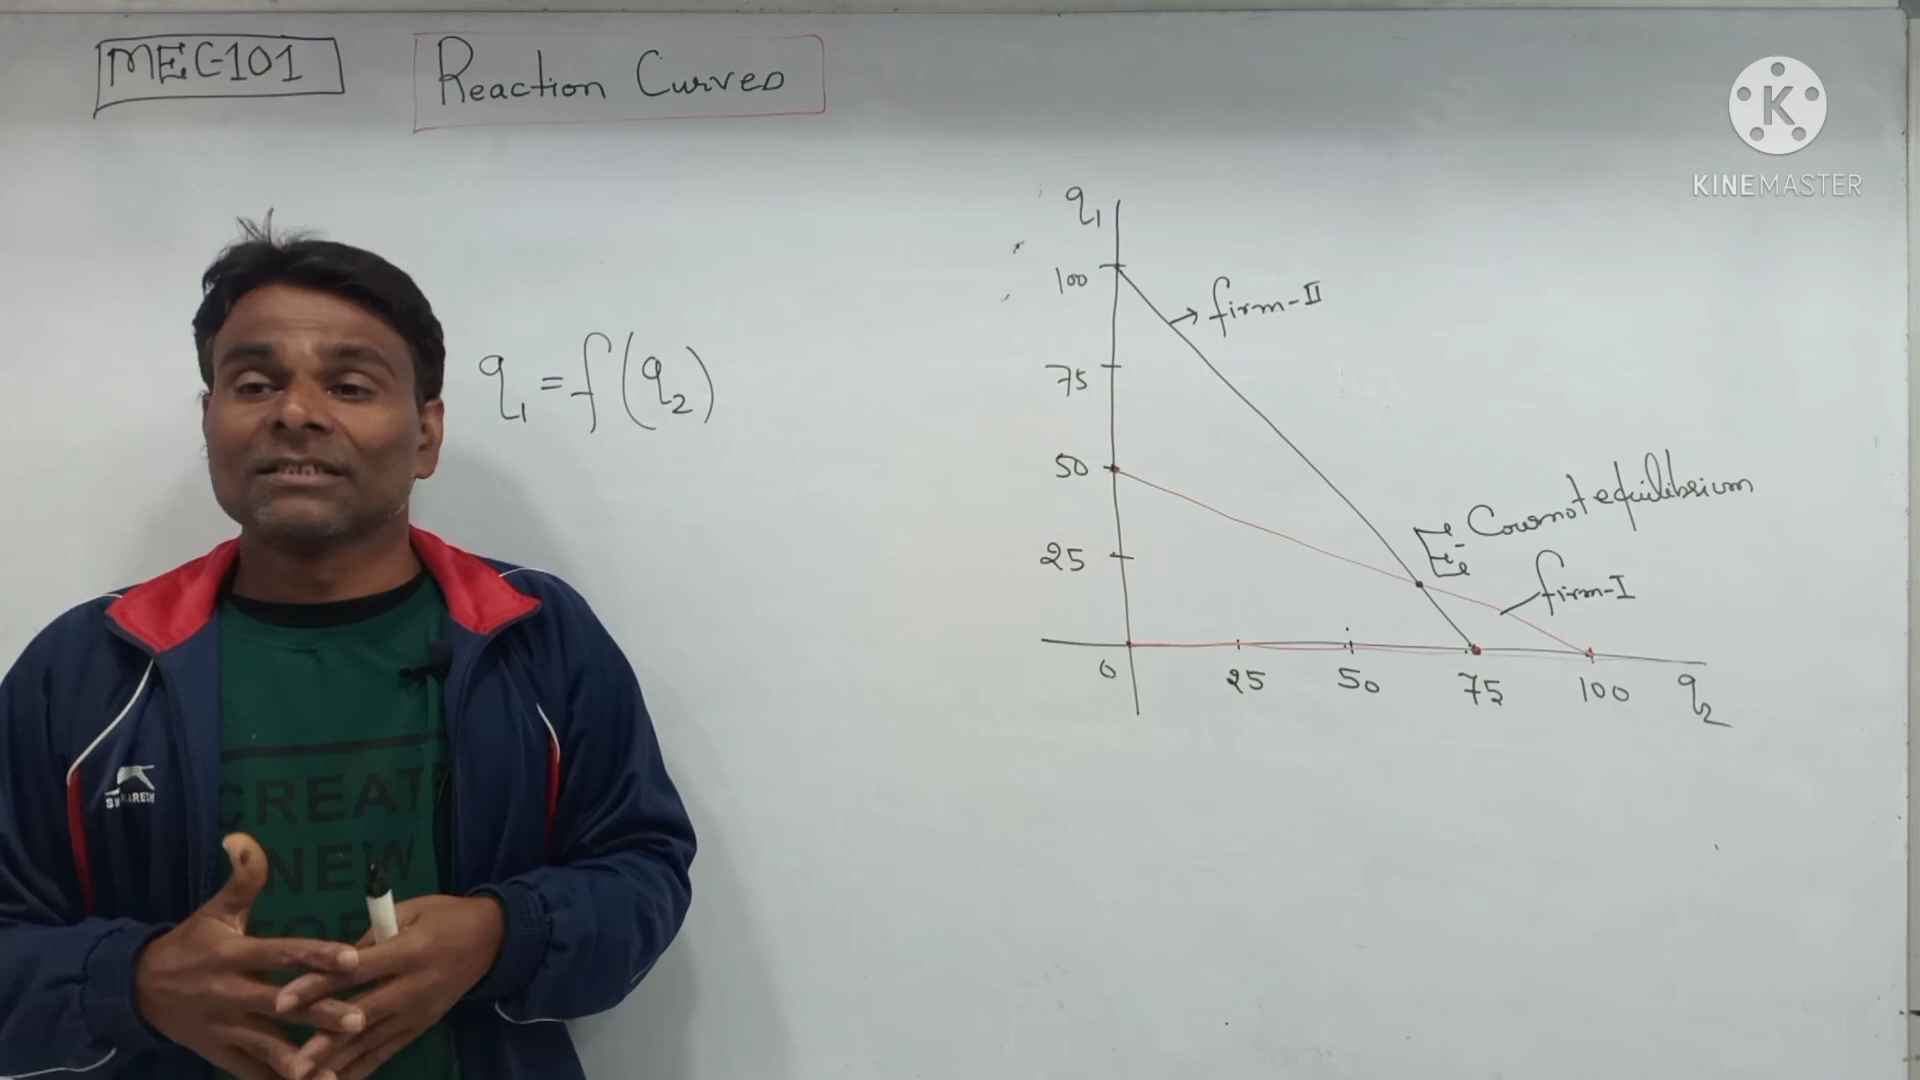 MEC-101
Reaction Curves
KINEMASTER
q₁ = f(q₂)
q₁
100
75
50
25
0
25
50
75
100
q₂
firm-II
E Cournot equilibrium
firm-I
CREATE
NEW